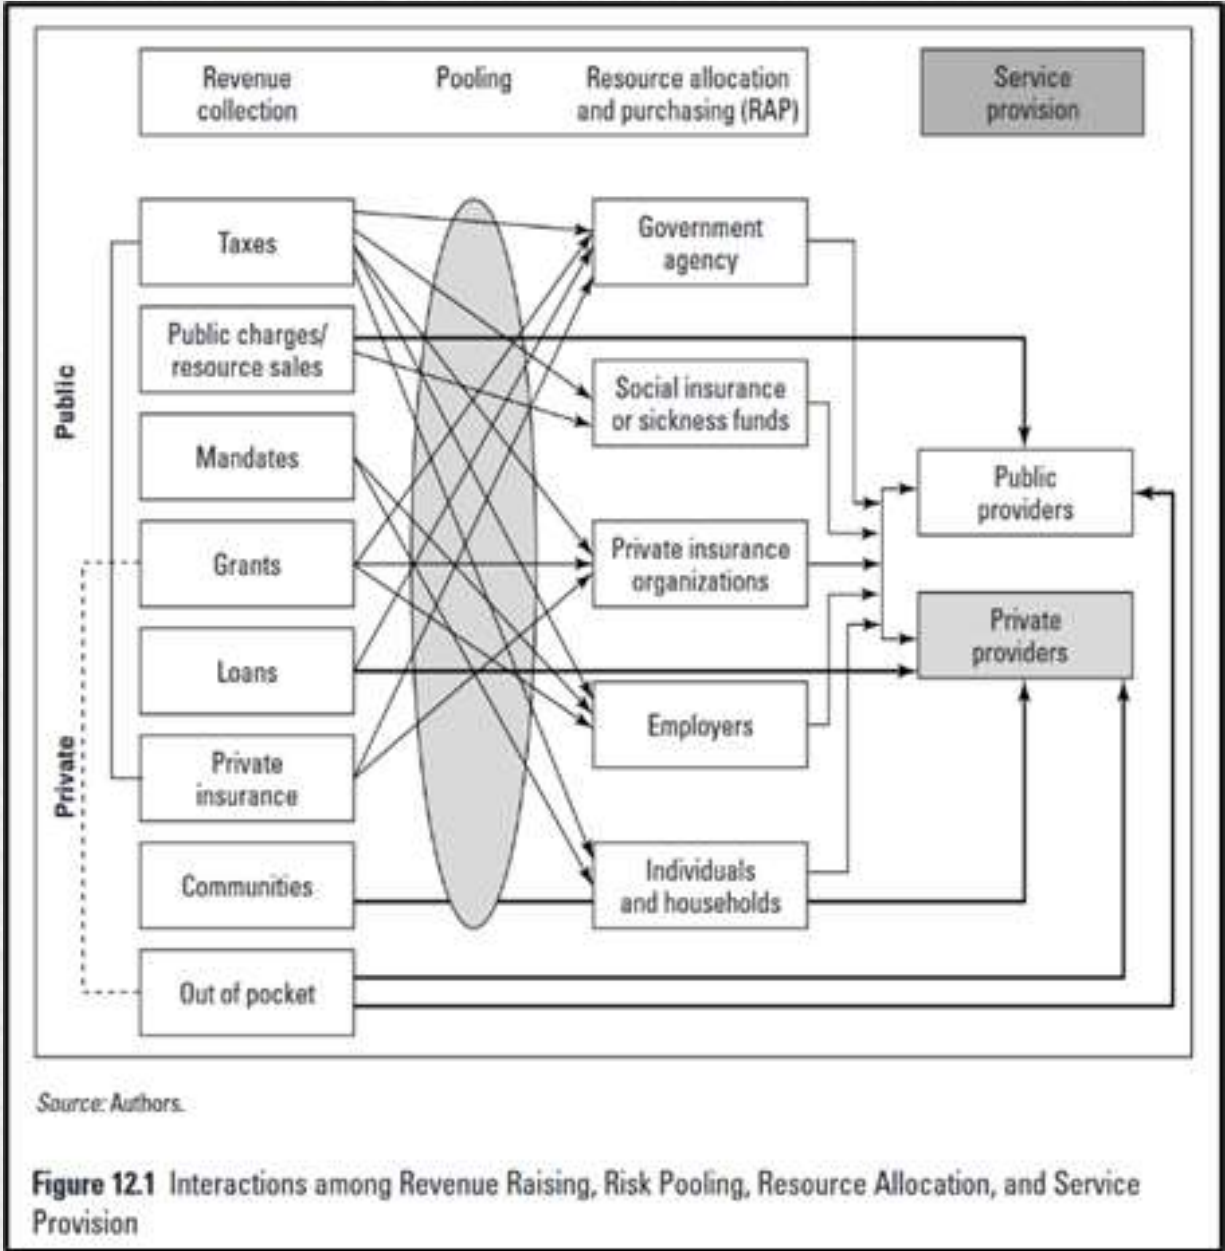 Revenue
collection
Pooling
Resource allocation
and purchasing (RAP)
Service
provision
Public
Private
Taxes
Public charges/
resource sales
Mandates
Grants
Loans
Private
insurance
Communities
Out of pocket
Government
agency
Social insurance
or sickness funds
Private insurance
organizations
Employers
Individuals
and households
Public
providers
Private
providers
Source: Authors.
Figure 12.1 Interactions among Revenue Raising, Risk Pooling, Resource Allocation, and Service
Provision